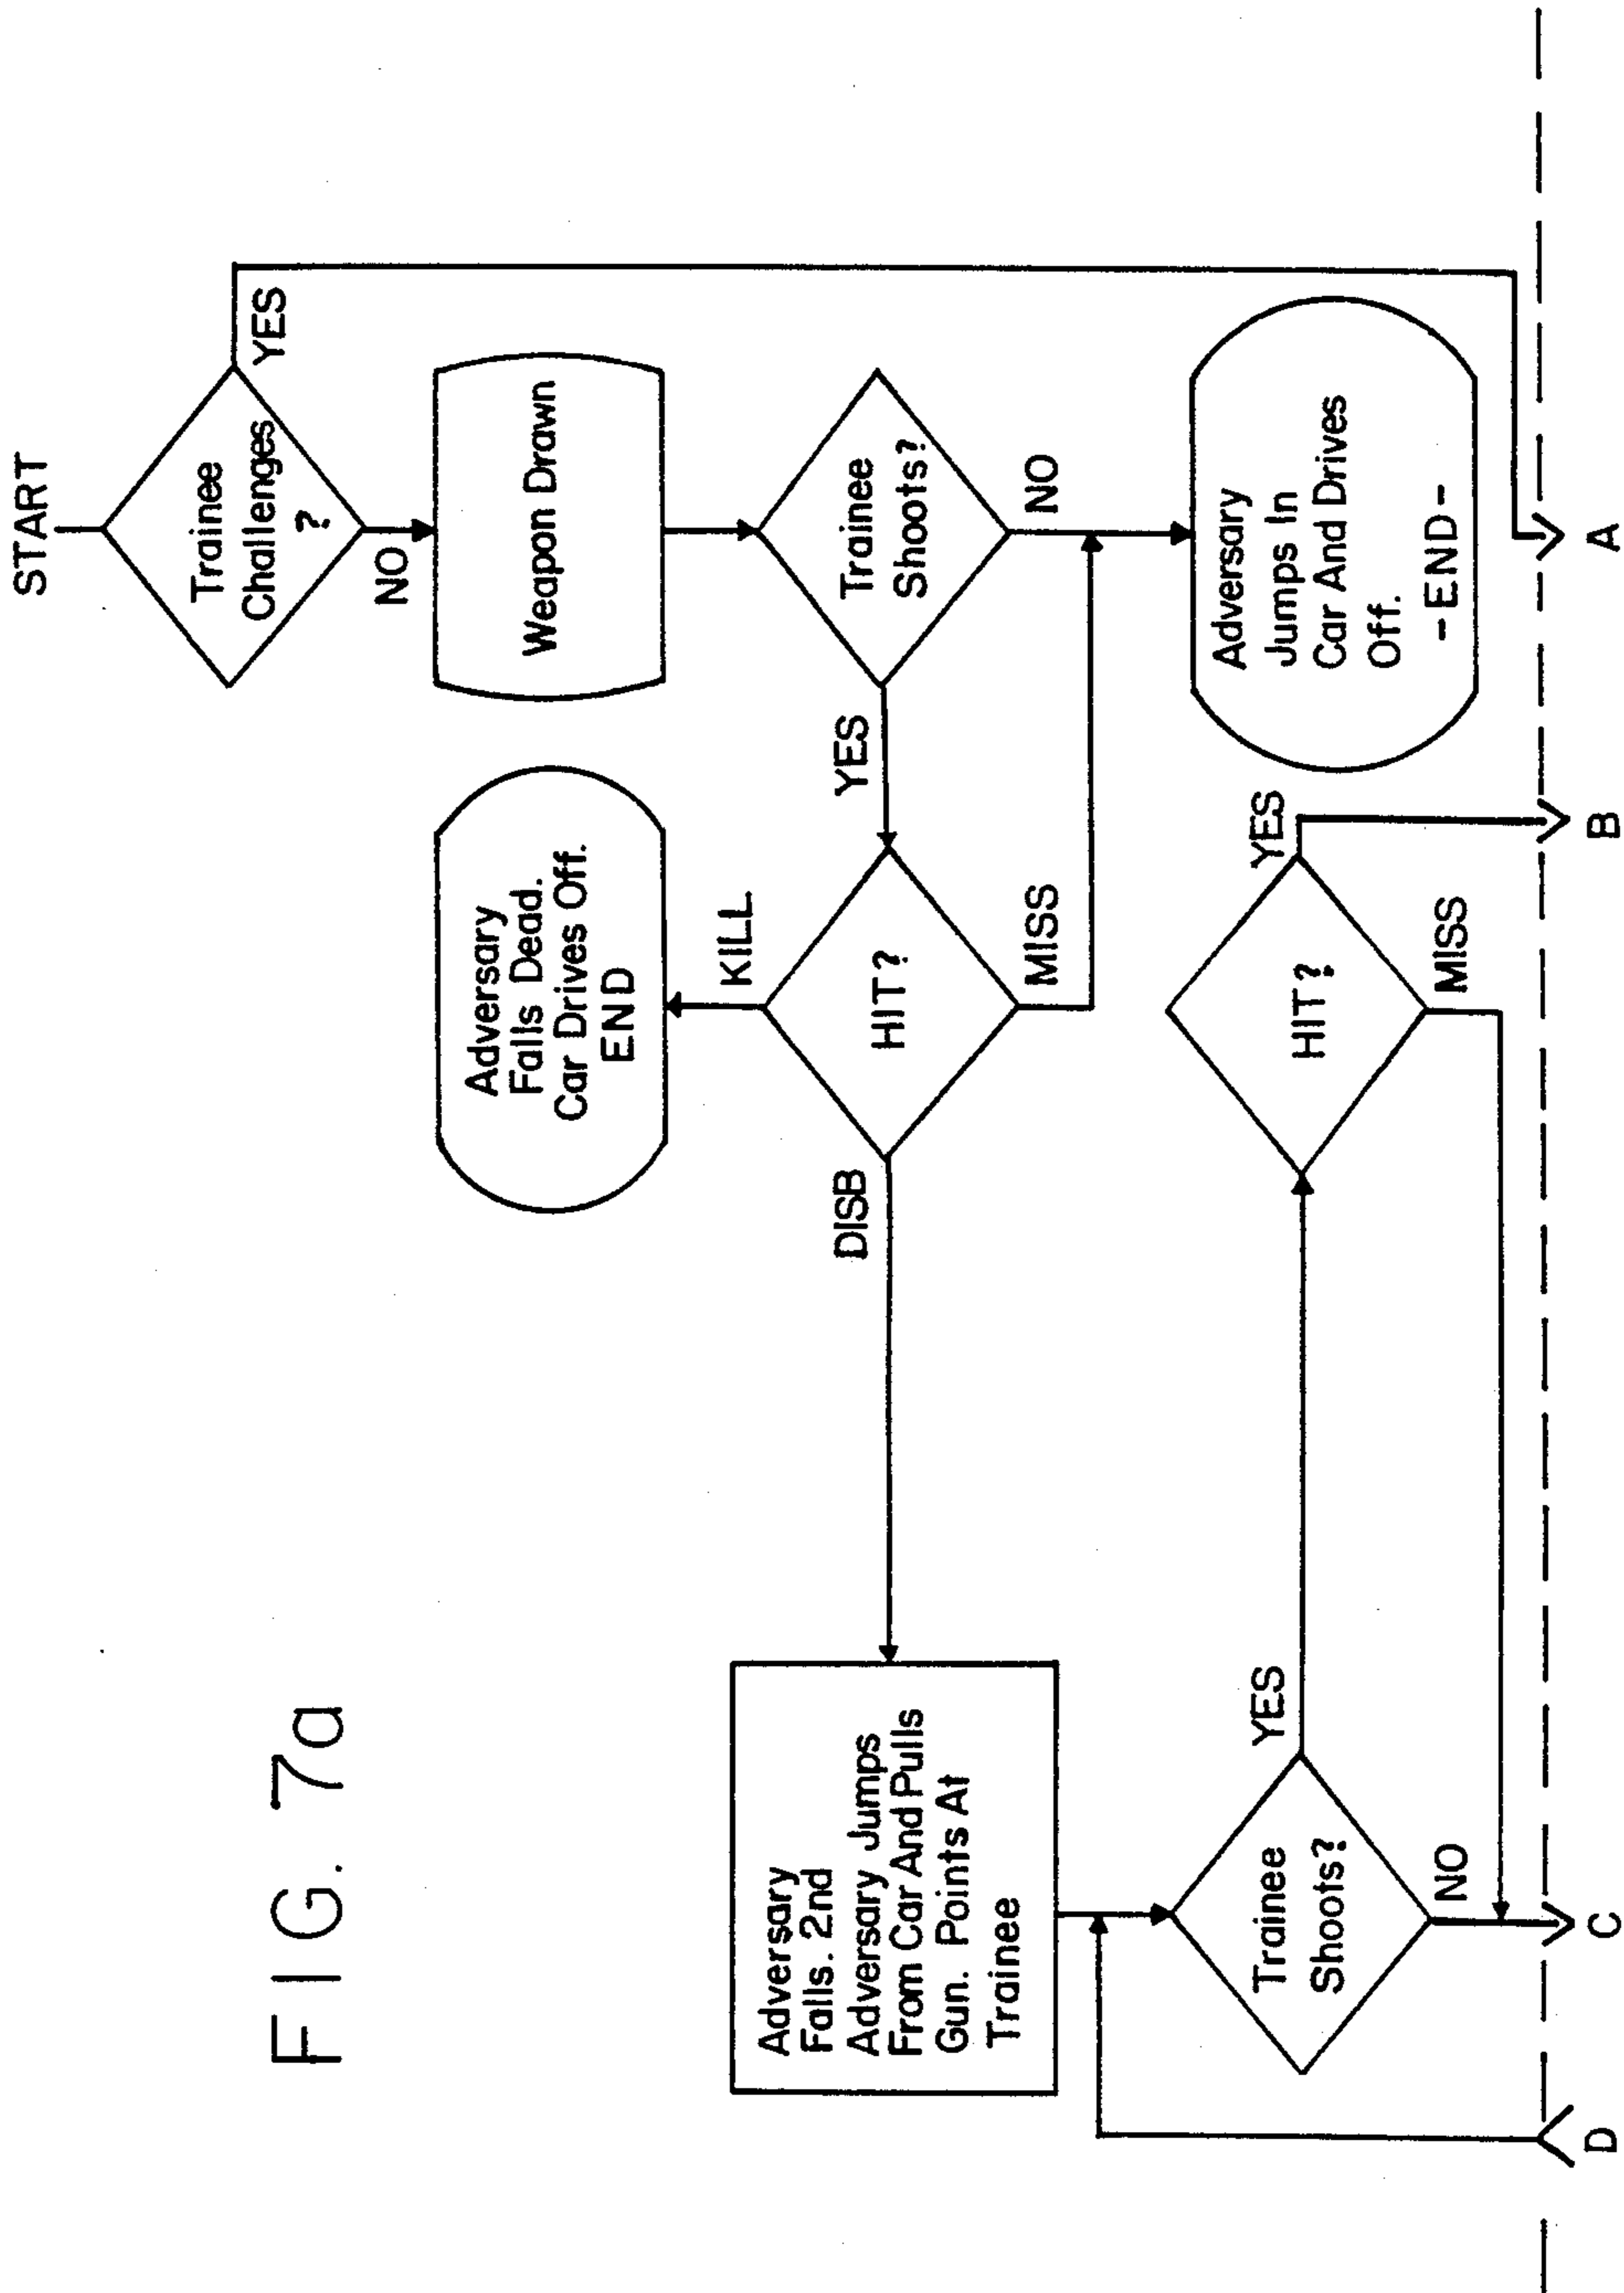 FIG. 7a
START
Trainee
Challenges
?
YES
NO
Weapon Drawn
Trainee
Shoots?
YES
NO
Adversary
Falls Dead.
Car Drives Off.
END
KILL
HIT?
DISB
MISS
Adversary
Jumps In
Car And Drives
Off.
-END-
Adversary
Falls. 2nd
Adversary Jumps
From Car And Pulls
Gun. Points At
Trainee
Trainee
Shoots?
YES
NO
HIT?
YES
MISS
D
C
B
A